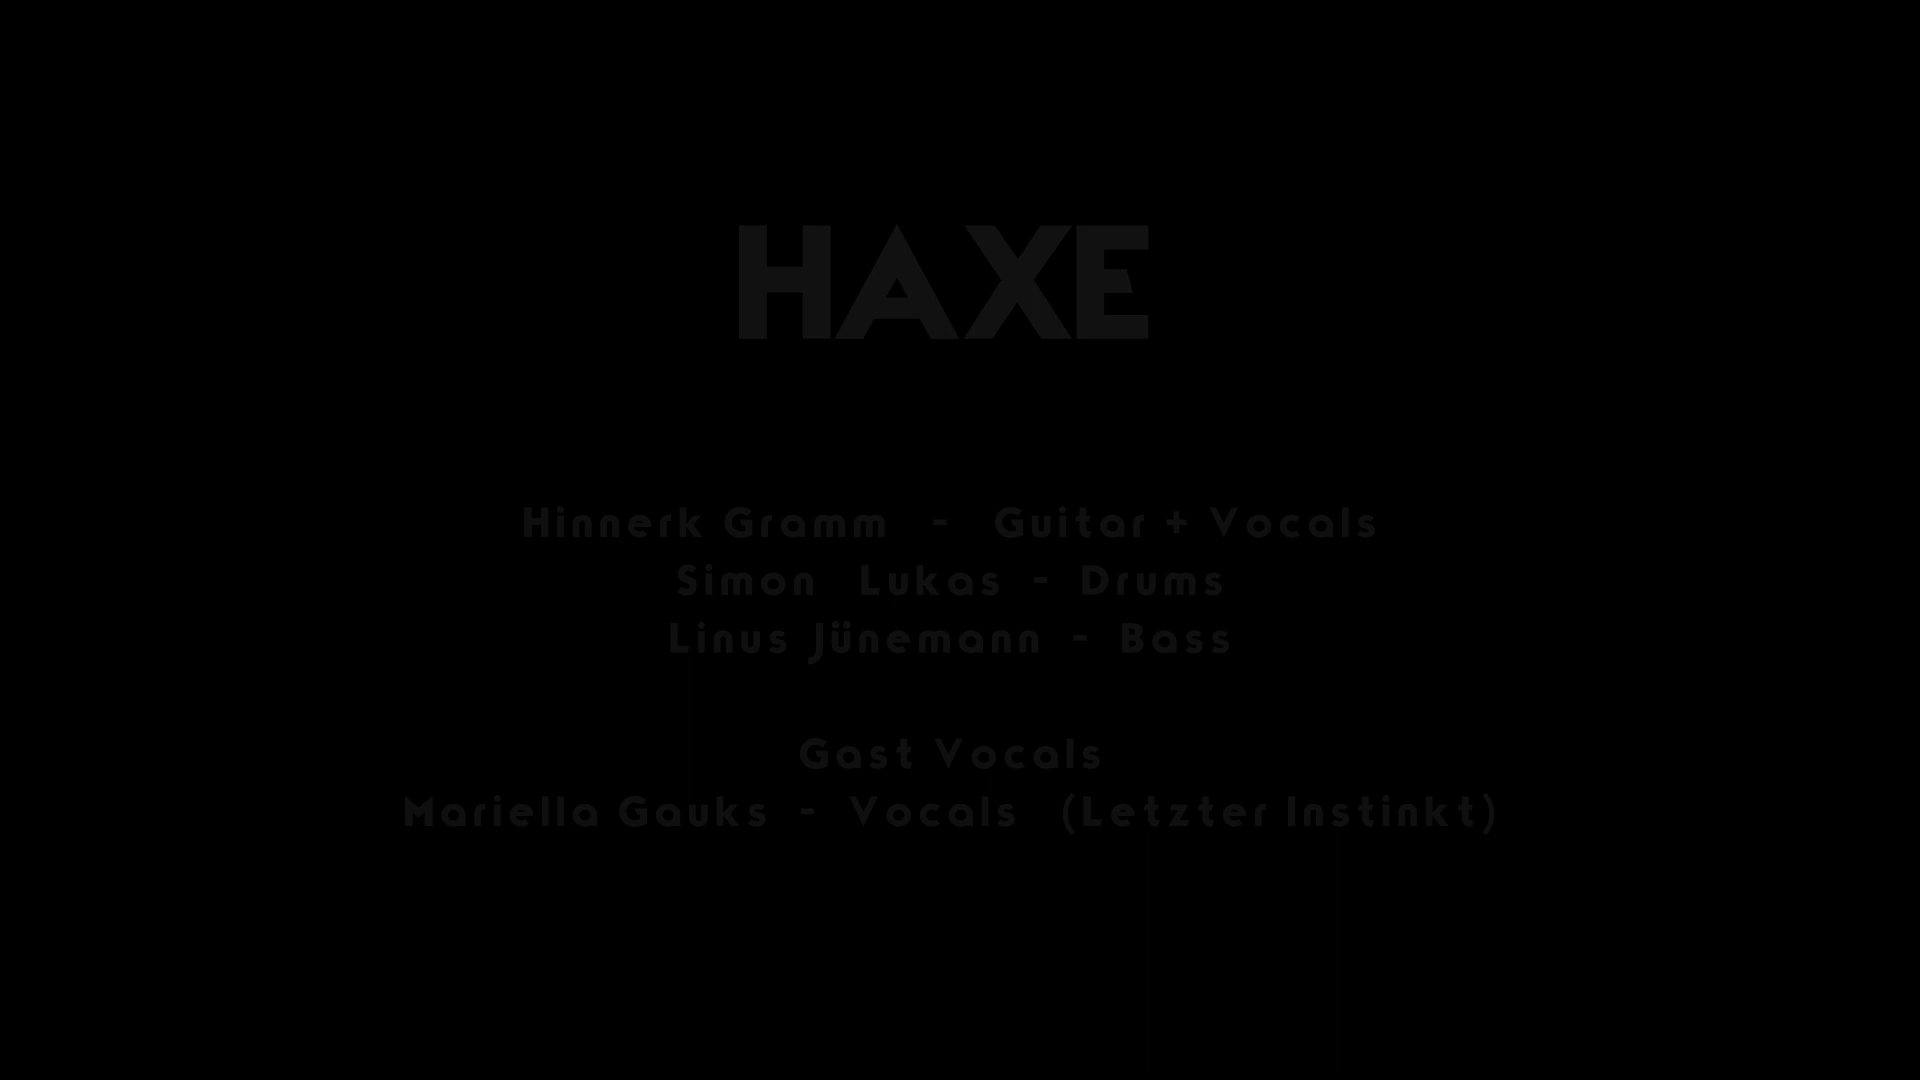 HAXE
Hinnerk Gramm - Guitar + Vocals
Simon Lukas - Drums
Linus Jünemann - Bass
Gast Vocals
Mariella Gauks - Vocals (Letzter Instinkt)